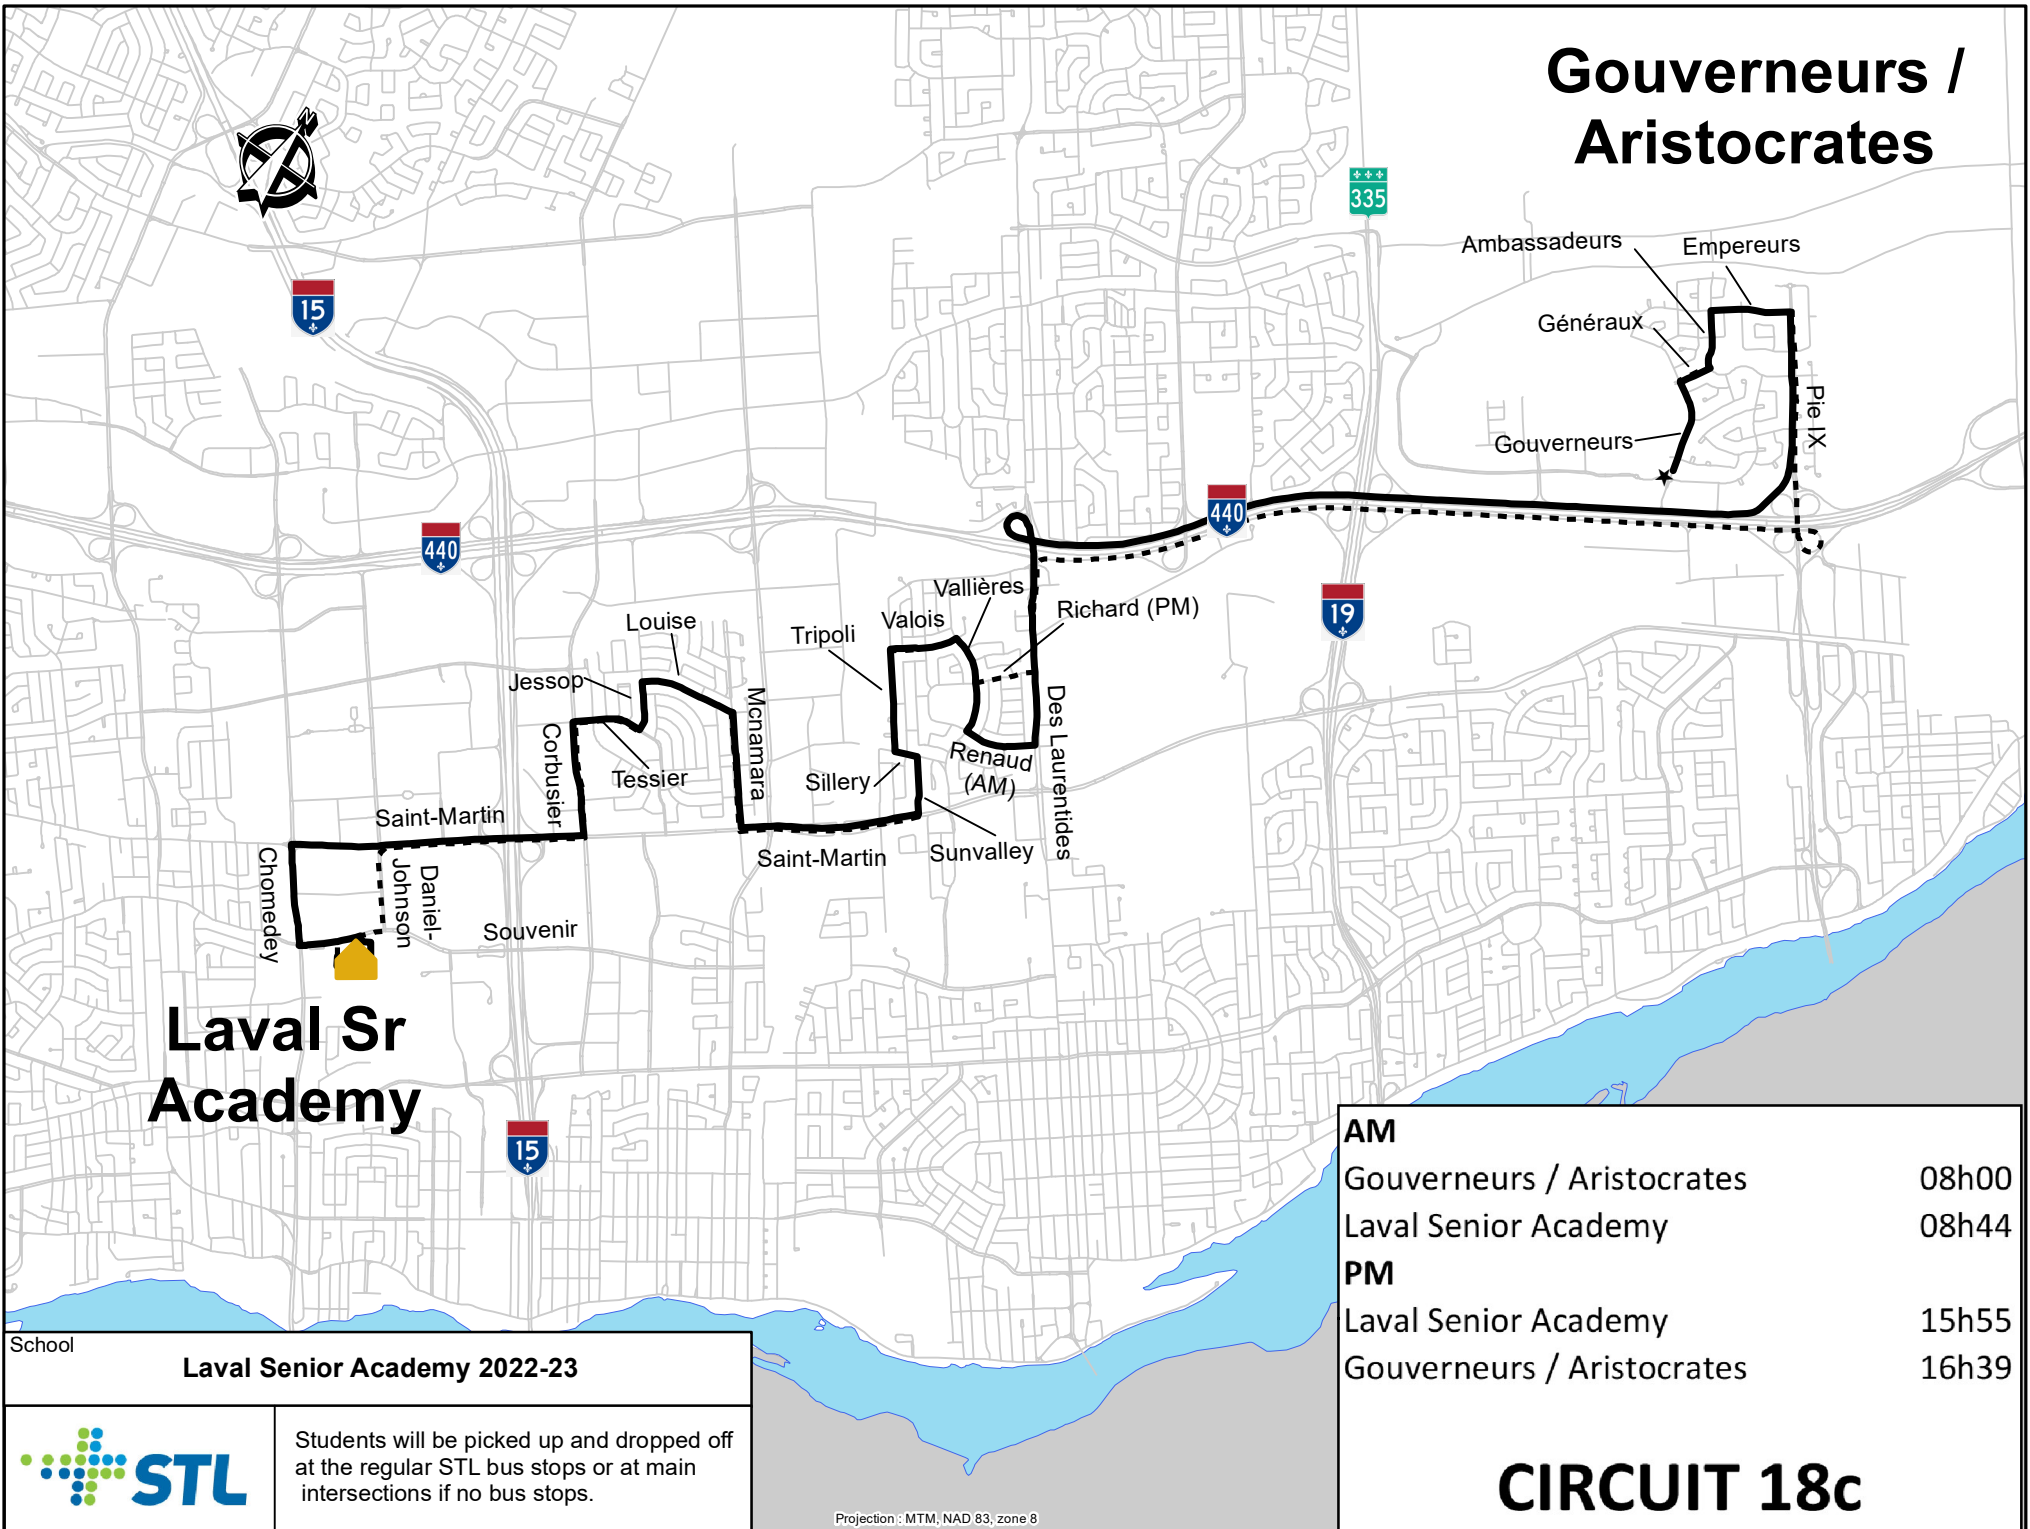 Gouverneurs /
Aristocrates
N
335
Ambassadeurs
Empereurs
15
Généraux
Pie IX
Gouverneurs
440
440
Vallières
Richard (PM)
19
Louise
Valois
Tripoli
Jessop
Mcnamara
Des Laurentides
Corbusier
Renaud
(AM)
Tessier
Sillery
Saint-Martin
Saint-Martin
Sunvalley
Chomedey
Daniel-
Johnson
Souvenir
Laval Sr
Academy
15
AM
Gouverneurs / Aristocrates 08h00
Laval Senior Academy 08h44
PM
Laval Senior Academy 15h55
Gouverneurs / Aristocrates 16h39
CIRCUIT 18c
School
Laval Senior Academy 2022-23
STL
Students will be picked up and dropped off
at the regular STL bus stops or at main
intersections if no bus stops.
Projection : MTM, NAD 83, zone 8